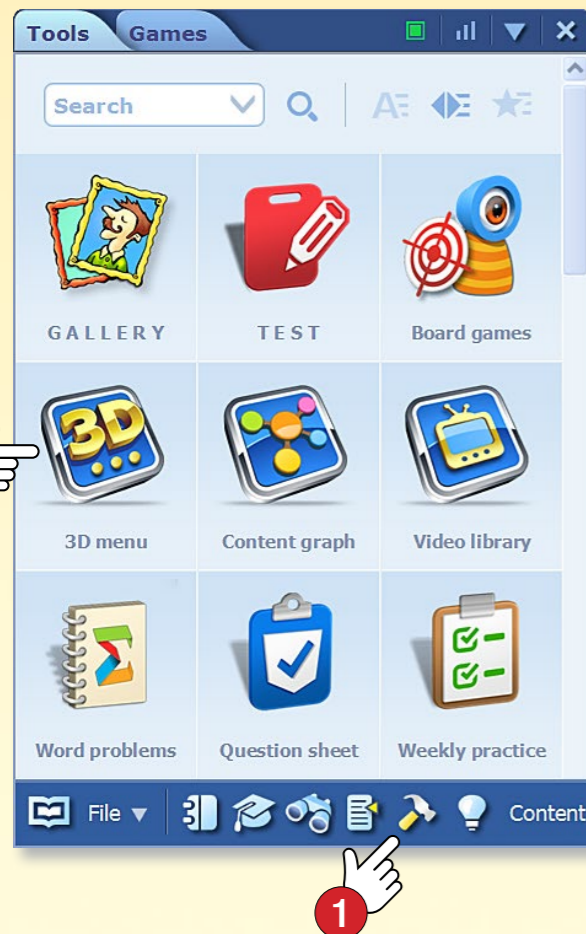 Tools Games
Search
GALLERY TEST Board games
3D
3D menu Content graph Video library
Word problems Question sheet Weekly practice
File Content
1